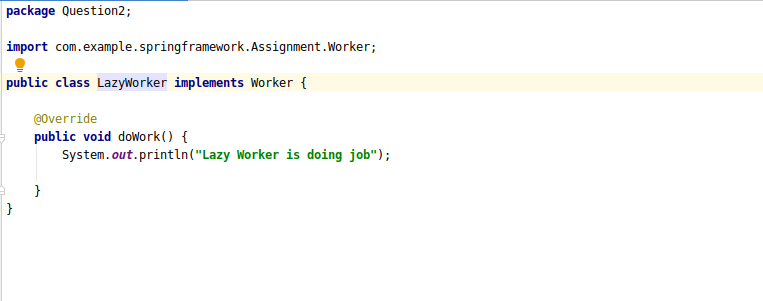 package Question2;
import com.example.springframework.Assignment.Worker;
public class LazyWorker implements Worker {
@Override
public void doWork() {
System.out.println("Lazy Worker is doing job");
}
}